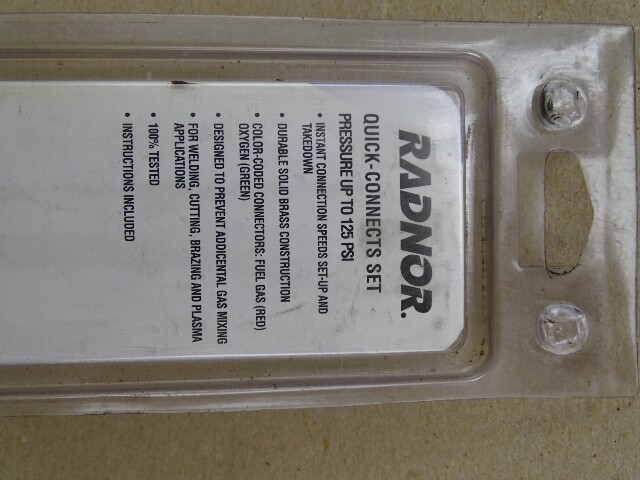 RADNOR.
QUICK-CONNECTS SET
PRESSURE UP TO 125 PSI
• INSTANT CONNECTION SPEEDS SET-UP AND
TAKEDOWN
• DURABLE SOLID BRASS CONSTRUCTION
• COLOR-CODED CONNECTORS: FUEL GAS (RED)
OXYGEN (GREEN)
• DESIGNED TO PREVENT ADDICENTAL GAS MIXING
• FOR WELDING, CUTTING, BRAZING AND PLASMA
APPLICATIONS
• 100% TESTED
• INSTRUCTIONS INCLUDED